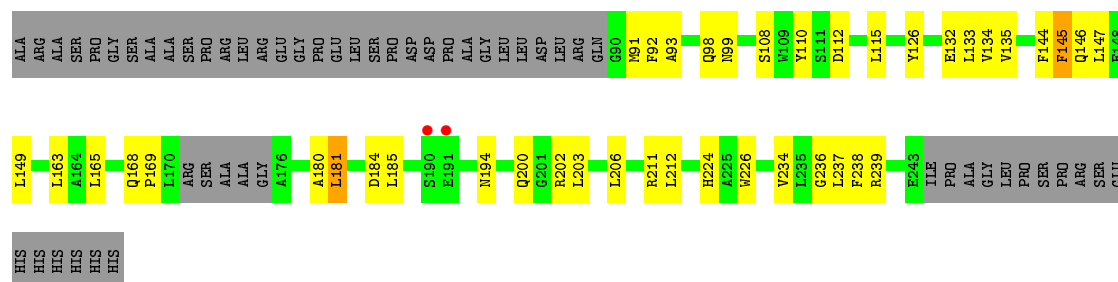 ALA ARG ALA SER PRO GLY SER ALA ALA SER PRO ARG LEU ARG GLU GLY PRO GLU LEU SER PRO ASP ASP PRO ALA GLY LEU LEU ASP LEU ARG GLN G90 M91 F92 A93 Q98 N99 S108 W109 Y110 S111 D112 L115 Y126 E132 L133 V134 V135 F144 F145 Q146 L147 E148
L149 L163 A164 L165 Q168 P169 L170 ARG SER ALA ALA GLY A176 A180 L181 D184 L185 S190 E191 N194 Q200 G201 R202 L203 L206 R211 L212 H224 A225 W226 V234 L235 G236 L237 F238 R239 E243 ILE PRO ALA GLY LEU PRO PRO SER PRO ARG SER GLU
HIS HIS HIS HIS HIS HIS